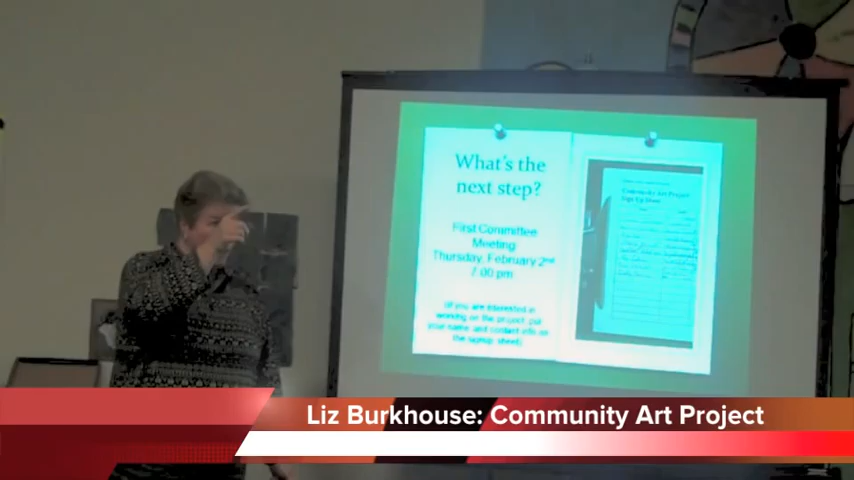 What's the
next step?
First Committee
Meeting
Thursday, February 2nd
7:00 pm
(If you are interested in
working on the project, put
your name and contact info on
the signup sheet)
Community Art Project
Sign Up Sheet
Liz Burkhouse: Community Art Project